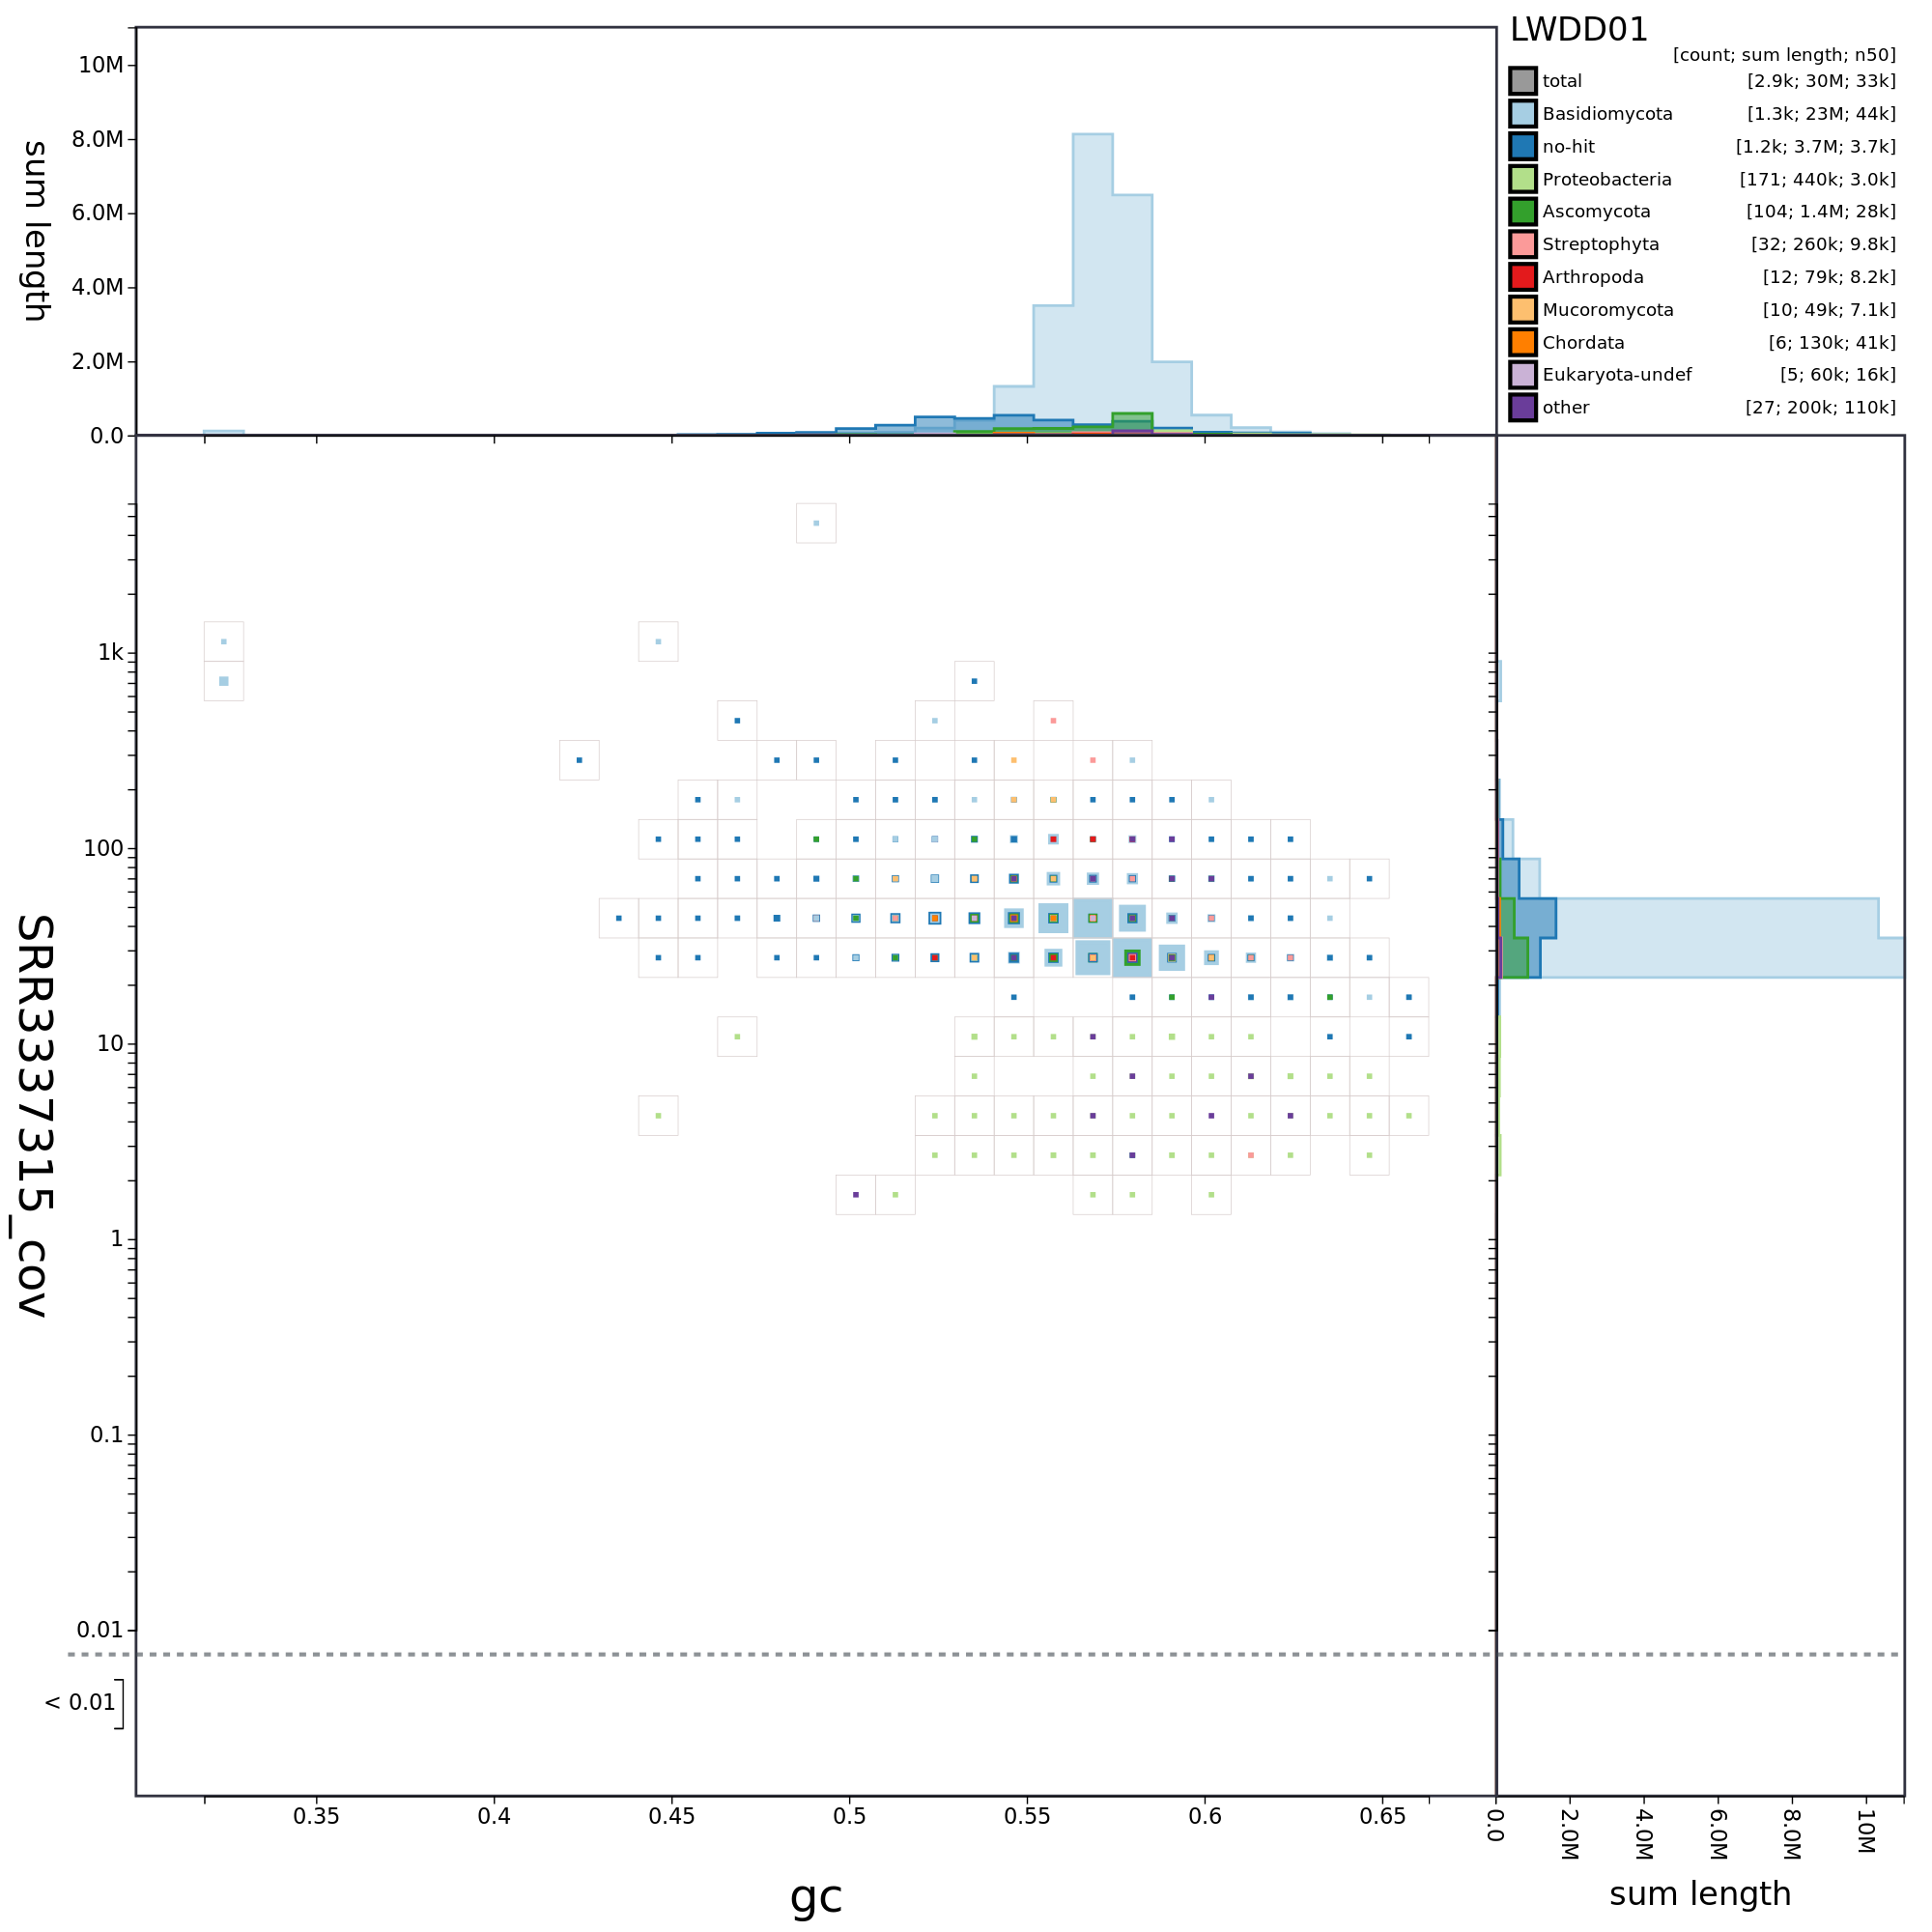 LWDD01
[count; sum length; n50]
total [2.9k; 30M; 33k]
Basidiomycota [1.3k; 23M; 44k]
no-hit [1.2k; 3.7M; 3.7k]
Proteobacteria [171; 440k; 3.0k]
Ascomycota [104; 1.4M; 28k]
Streptophyta [32; 260k; 9.8k]
Arthropoda [12; 79k; 8.2k]
Mucoromycota [10; 49k; 7.1k]
Chordata [6; 130k; 41k]
Eukaryota-undef [5; 60k; 16k]
other [27; 200k; 110k]
sum length
10M
8.0M
6.0M
4.0M
2.0M
0.0
SRR3337315_cov
1k
100
10
1
0.1
0.01
< 0.01
0.35
0.4
0.45
0.5
0.55
0.6
0.65
gc
0.0
2.0M
4.0M
6.0M
8.0M
10M
sum length